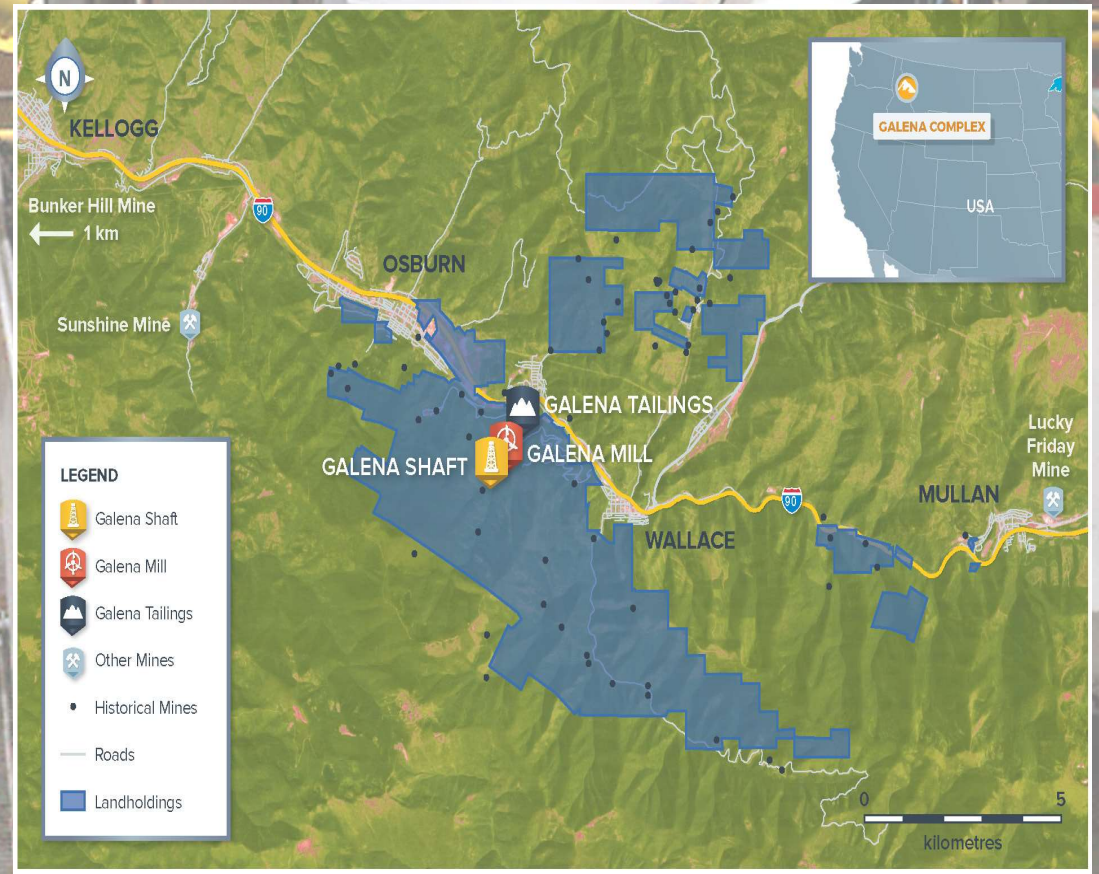 N
KELLOGG
Bunker Hill Mine
1 km
90
OSBURN
Sunshine Mine
GALENA COMPLEX
USA
GALENA TAILINGS
GALENA MILL
GALENA SHAFT
Lucky
Friday
Mine
MULLAN
90
WALLACE
LEGEND
Galena Shaft
Galena Mill
Galena Tailings
Other Mines
Historical Mines
Roads
Landholdings
0 5
kilometres